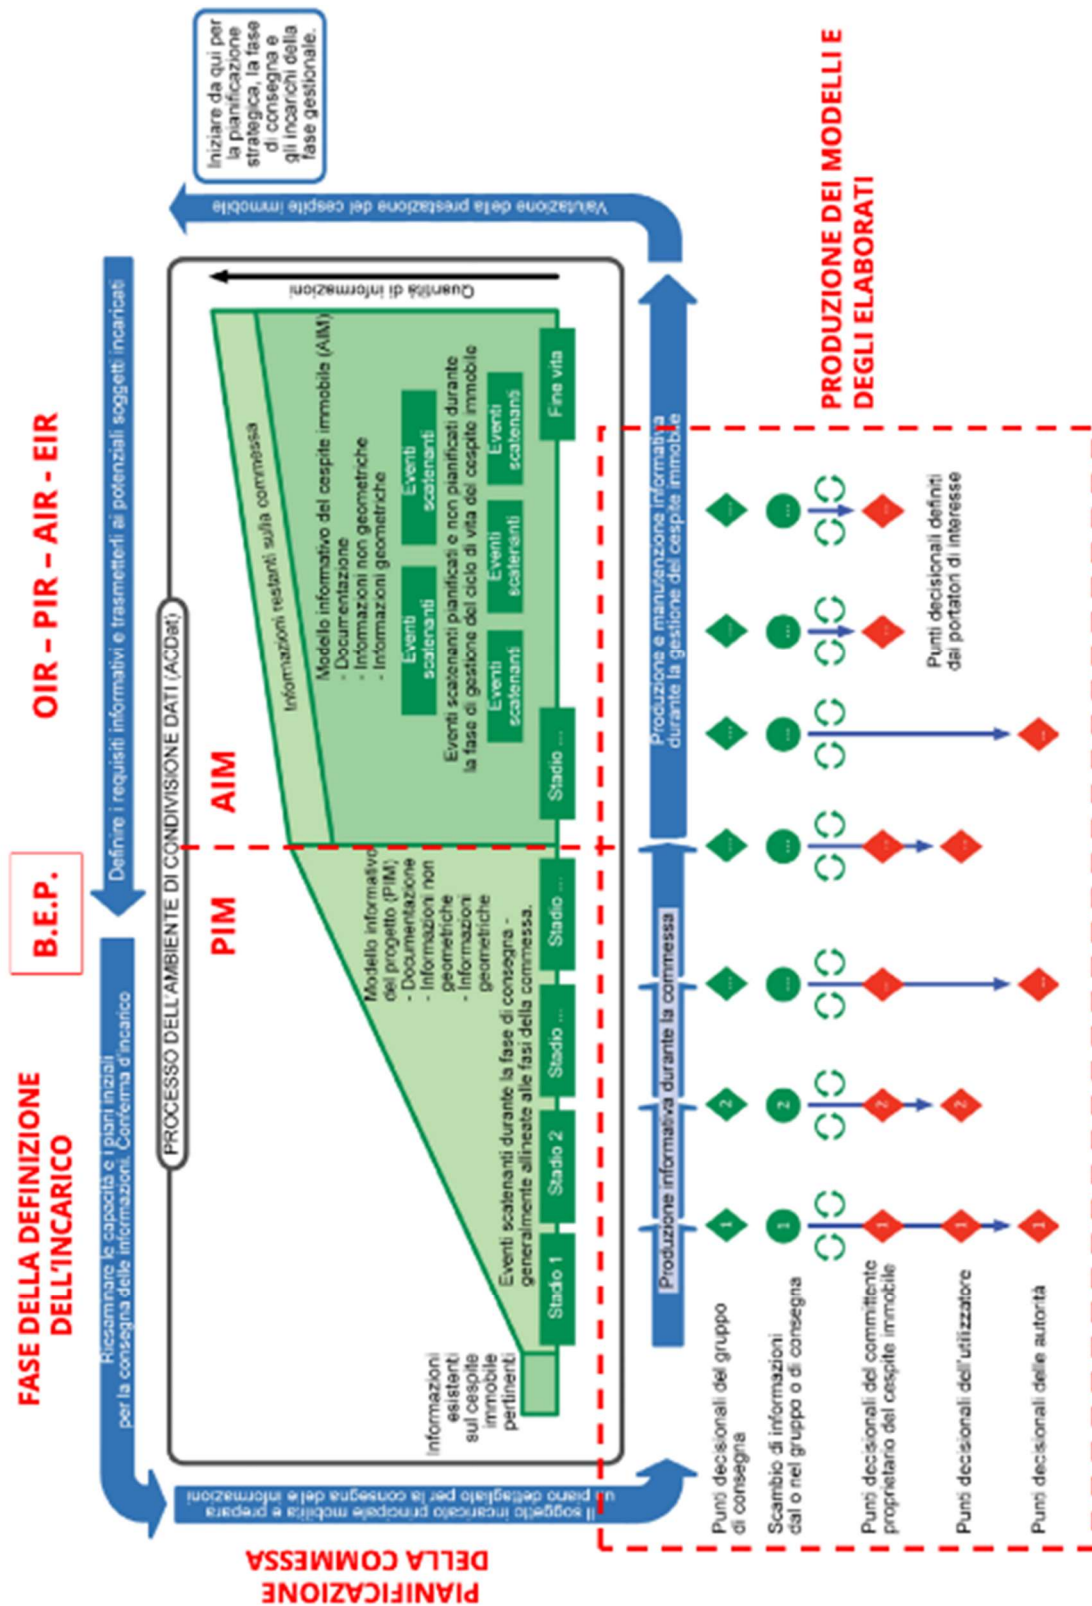 FASE DELLA DEFINIZIONE
DELL'INCARICO
B.E.P.
OIR – PIR – AIR - EIR
Riesaminare le capacità e i piani iniziali
per la consegna delle informazioni. Conferma d'incarico
Definire i requisiti informativi e trasmetterli ai potenziali soggetti incaricati
Iniziare da qui per
la pianificazione
strategica, la fase
di consegna e
gli incarichi della
fase gestionale.
PROCESSO DELL'AMBIENTE DI CONDIVISIONE DATI (ACDat)
PIM
AIM
PIANIFICAZIONE
DELLA COMMESSA
Il soggetto incaricato principale mobilita e prepara
un piano dettagliato per la consegna delle informazioni
Informazioni
esistenti
sul cespite
immobile
pertinenti
Modello informativo
del progetto (PIM)
- Documentazione
- Informazioni non
geometriche
- Informazioni
geometriche
Eventi scatenanti durante la fase di consegna -
generalmente allineate alle fasi della commessa.
Stadio 1
Stadio 2
Stadio ...
Stadio ...
Informazioni restanti sulla commessa
Modello informativo del cespite immobile (AIM)
- Documentazione
- Informazioni non geometriche
- Informazioni geometriche
Eventi
scatenanti
Eventi
scatenanti
Eventi scatenanti pianificati e non pianificati durante
la fase di gestione del ciclo di vita del cespite immobile
Eventi
scatenanti
Eventi
scatenanti
Eventi
scatenanti
Stadio ...
Fine vita
Quantità di informazioni
Valutazione della prestazione del cespite immobile
Produzione informativa durante la commessa
Produzione e manutenzione informativa
durante la gestione del cespite immobile
PRODUZIONE DEI MODELLI E
DEGLI ELABORATI
Punti decisionali del gruppo
di consegna
1
2
...
...
...
...
...
Scambio di informazioni
dal o nel gruppo o di consegna
1
2
...
...
...
...
...
Punti decisionali del committente
proprietario del cespite immobile
1
2
...
...
...
...
Punti decisionali dell'utilizzatore
1
2
...
Punti decisionali definiti
dai portatori di interesse
Punti decisionali delle autorità
1
...
...